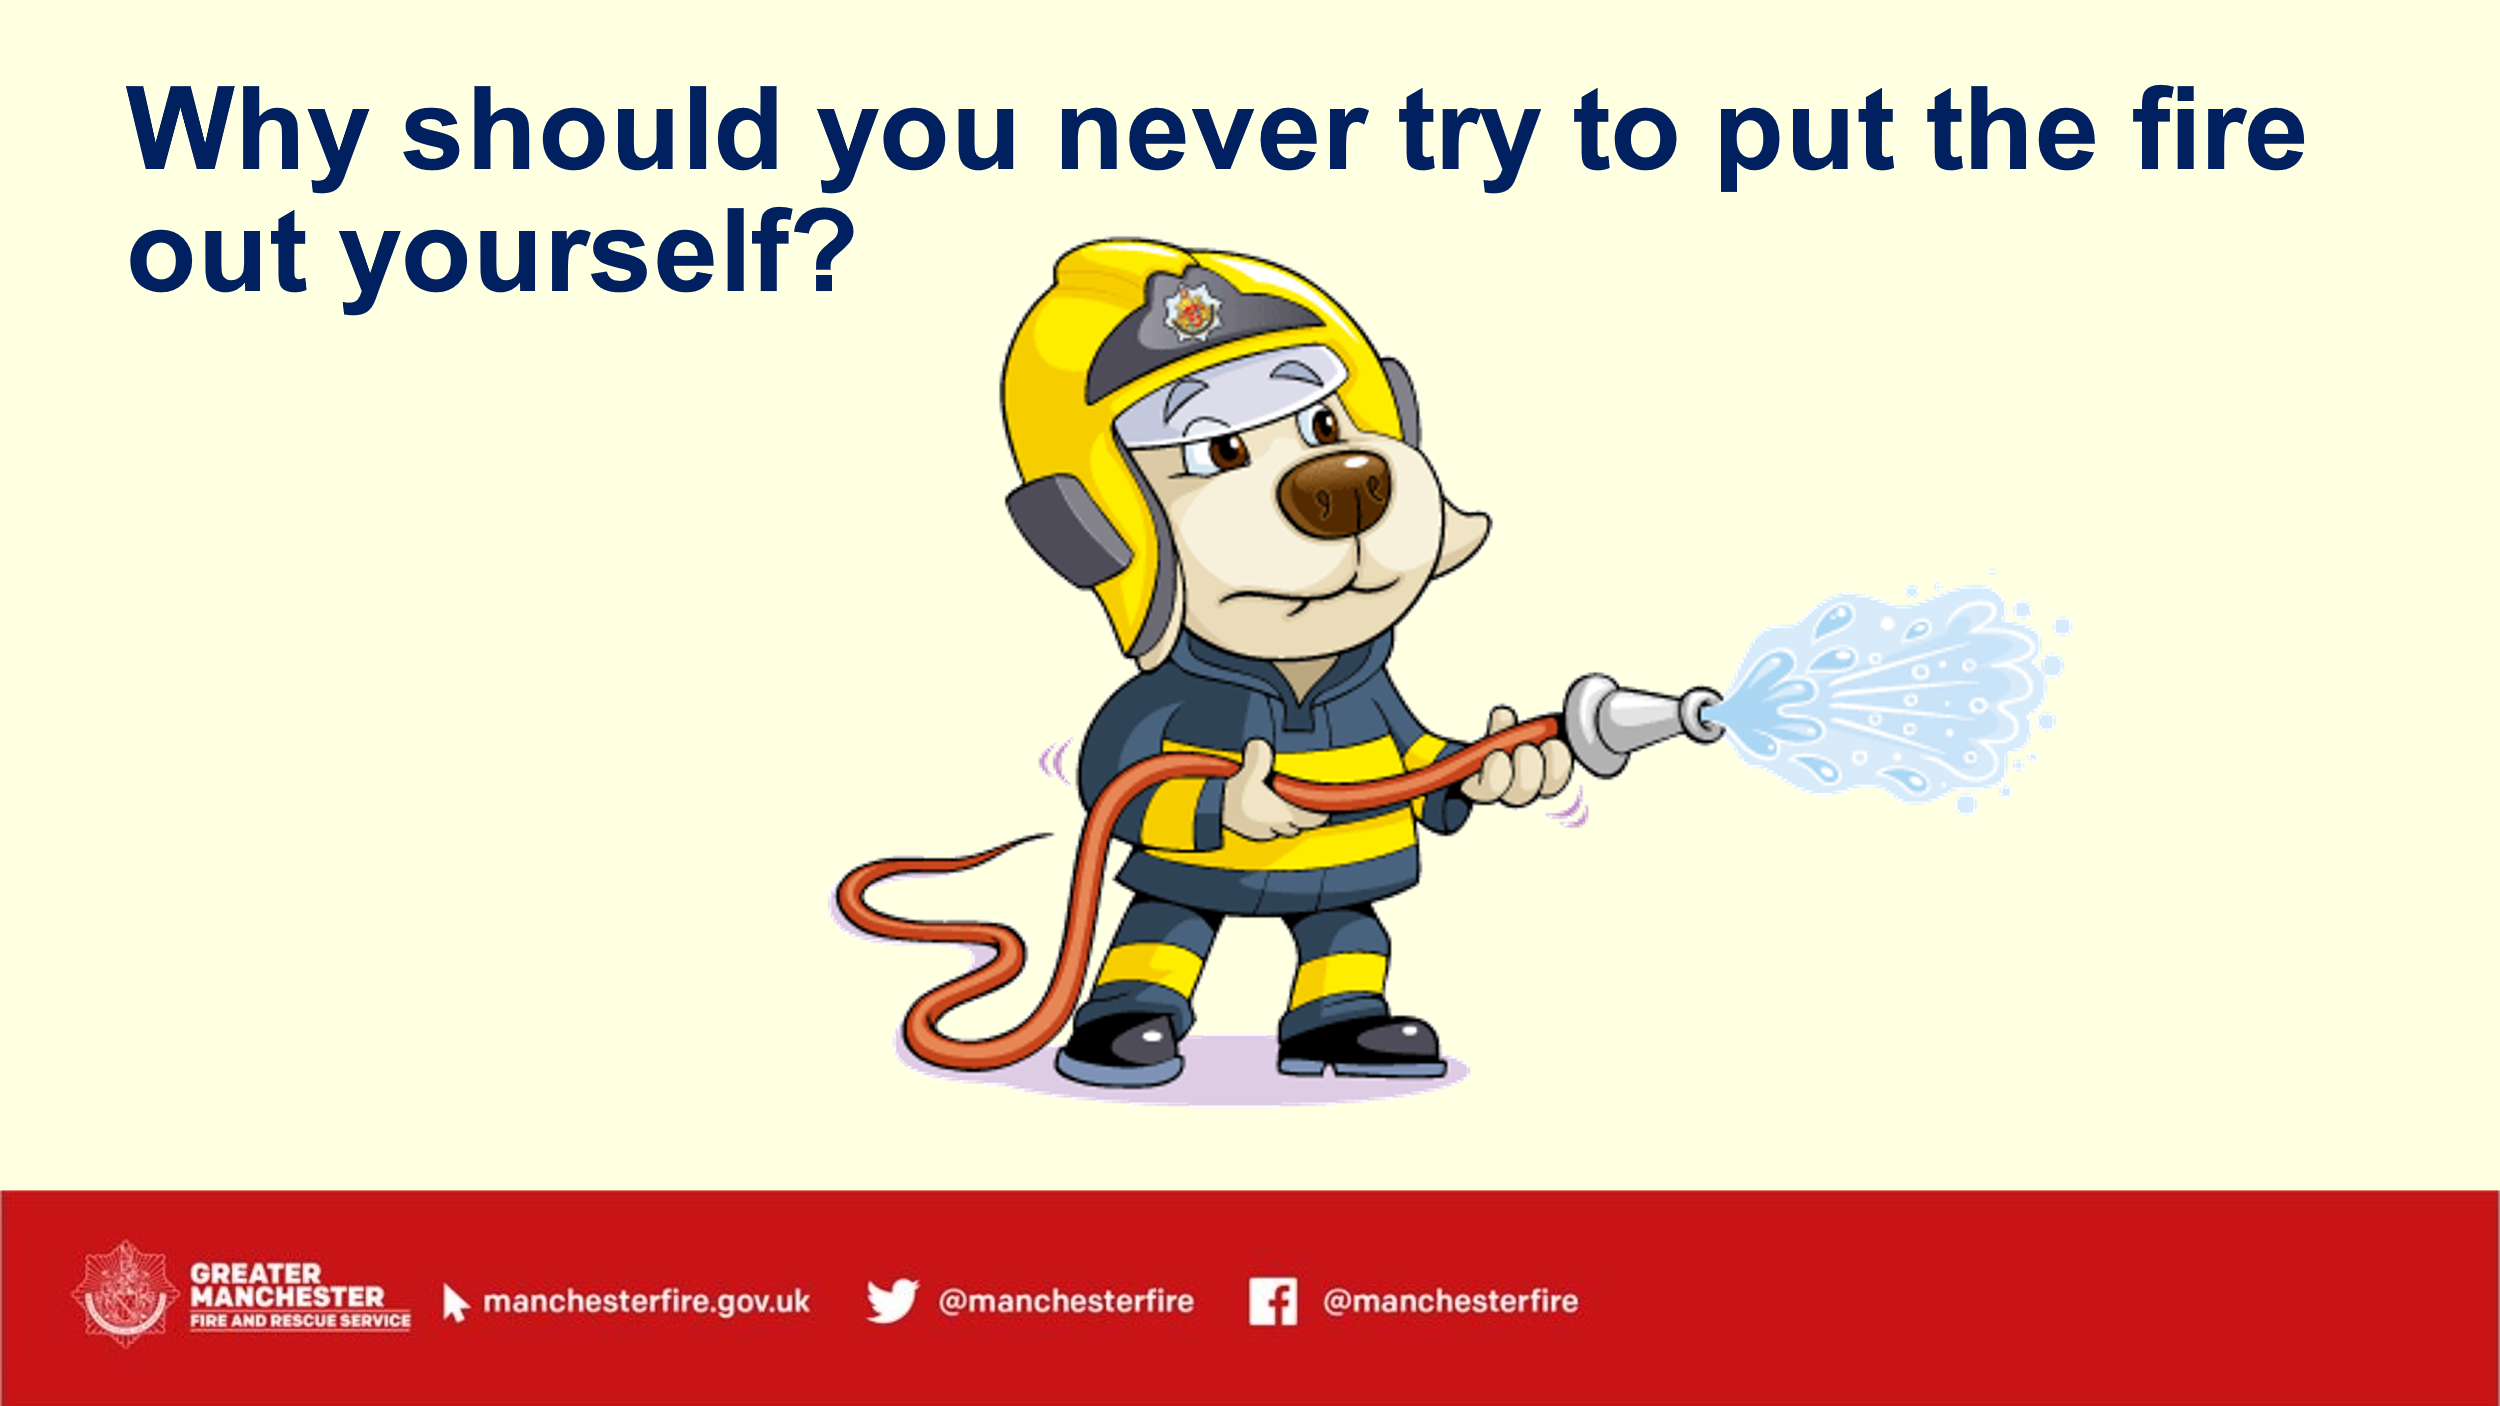 Why should you never try to put the fire
out yourself?
GREATER
MANCHESTER
FIRE AND RESCUE SERVICE
manchesterfire.gov.uk
@manchesterfire
@manchesterfire